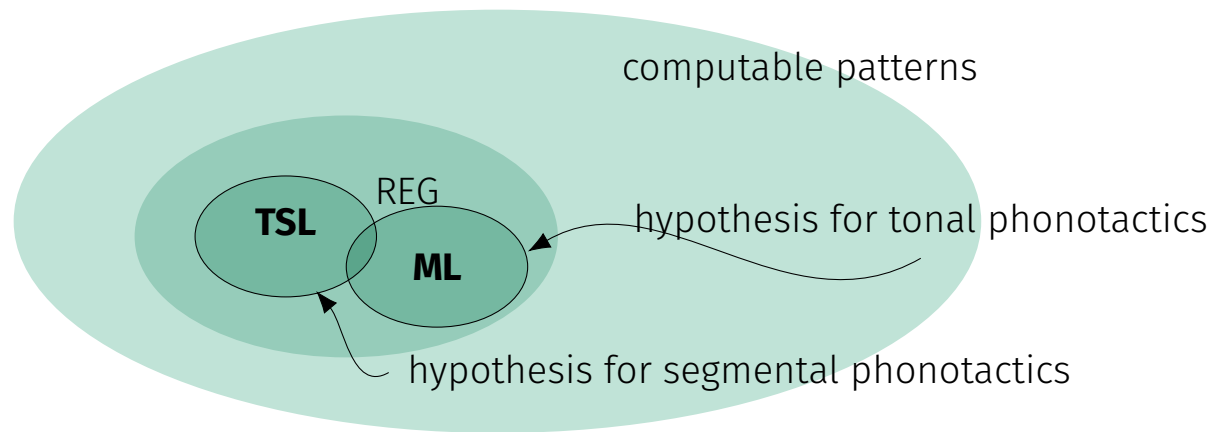 computable patterns
REG
TSL
hypothesis for tonal phonotactics
ML
hypothesis for segmental phonotactics